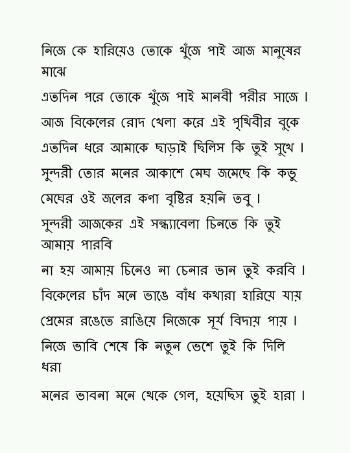 নিজে কে হারিয়েও তোকে খুঁজে পাই আজ মানুষের
মাঝে
এতদিন পরে তোকে খুঁজে পাই মানবী পরীর সাজে ।
আজ বিকেলের রোদ খেলা করে এই পৃথিবীর বুকে
এতদিন ধরে আমাকে ছাড়াই ছিলিস কি তুই সুখে ।
সুন্দরী তোর মনের আকাশে মেঘ জমেছে কি কভু
মেঘের ওই জলের কণা বৃষ্টির হয়নি তবু ।
সুন্দরী আজকের এই সন্ধ্যাবেলা চিনতে কি তুই
আমায় পারবি
না হয় আমায় চিনেও না চেনার ভান তুই করবি ।
বিকেলের চাঁদ মনে ভাঙে বাঁধ কথারা হারিয়ে যায়
প্রেমের রঙেতে রাঙিয়ে নিজেকে সূর্য বিদায় পায় ।
নিজে ভাবি শেষে কি নতুন ভেশে তুই কি দিলি
ধরা
মনের ভাবনা মনে থেকে গেল, হয়েছিস তুই হারা ।